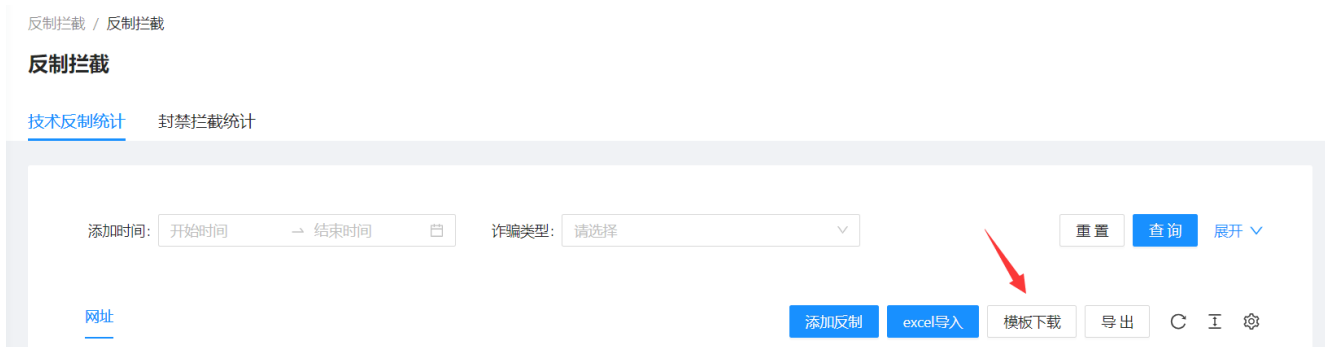 反制拦截 / 反制拦截
反制拦截
技术反制统计 封禁拦截统计
添加时间: 开始时间 → 结束时间 诈骗类型: 请选择 重 置 查 询 展开
网址 添加反制 excel导入 模板下载 导 出